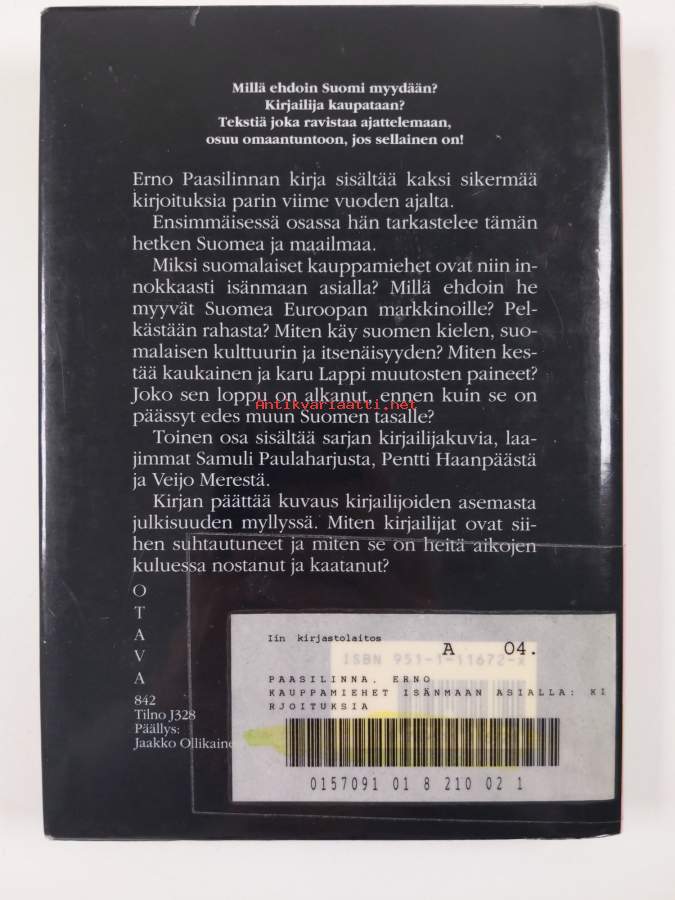 Millä ehdoin Suomi myydään?
Kirjailija kaupataan?
Tekstiä joka ravistaa ajattelemaan,
osuu omaantuntoon, jos sellainen on!
Erno Paasilinnan kirja sisältää kaksi sikermää
kirjoituksia parin viime vuoden ajalta.
Ensimmäisessä osassa hän tarkastelee tämän
hetken Suomea ja maailmaa.
Miksi suomalaiset kauppamiehet ovat niin in-
nokkaasti isänmaan asialla? Millä ehdoin he
myyvät Suomea Euroopan markkinoille? Pel-
kästään rahasta? Miten käy suomen kielen, suo-
malaisen kulttuurin ja itsenäisyyden? Miten kes-
tää kaukainen ja karu Lappi muutosten paineet?
Joko sen loppu on alkanut, ennen kuin se on
Antikvariaatti.net
päässyt edes muun Suomen tasalle?
Toinen osa sisältää sarjan kirjailijakuvia, laa-
jimmat Samuli Paulaharjusta, Pentti Haanpäästä
ja Veijo Merestä.
Kirjan päättää kuvaus kirjailijoiden asemasta
julkisuuden myllyssä. Miten kirjailijat ovat sii-
hen suhtautuneet ja miten se on heitä aikojen
kuluessa nostanut ja kaatanut?
O
T
A
V
A
842
Tilno J328
Päällys:
Jaakko Ollikaine
Iin kirjastolaitos
A 04.
ISBN 951-1-11672-x
PAASILINNA, ERNO
KAUPPAMIEHET ISÄNMAAN ASIALLA: KI
RJOITUKSIA
0157091 01 8 210 02 1